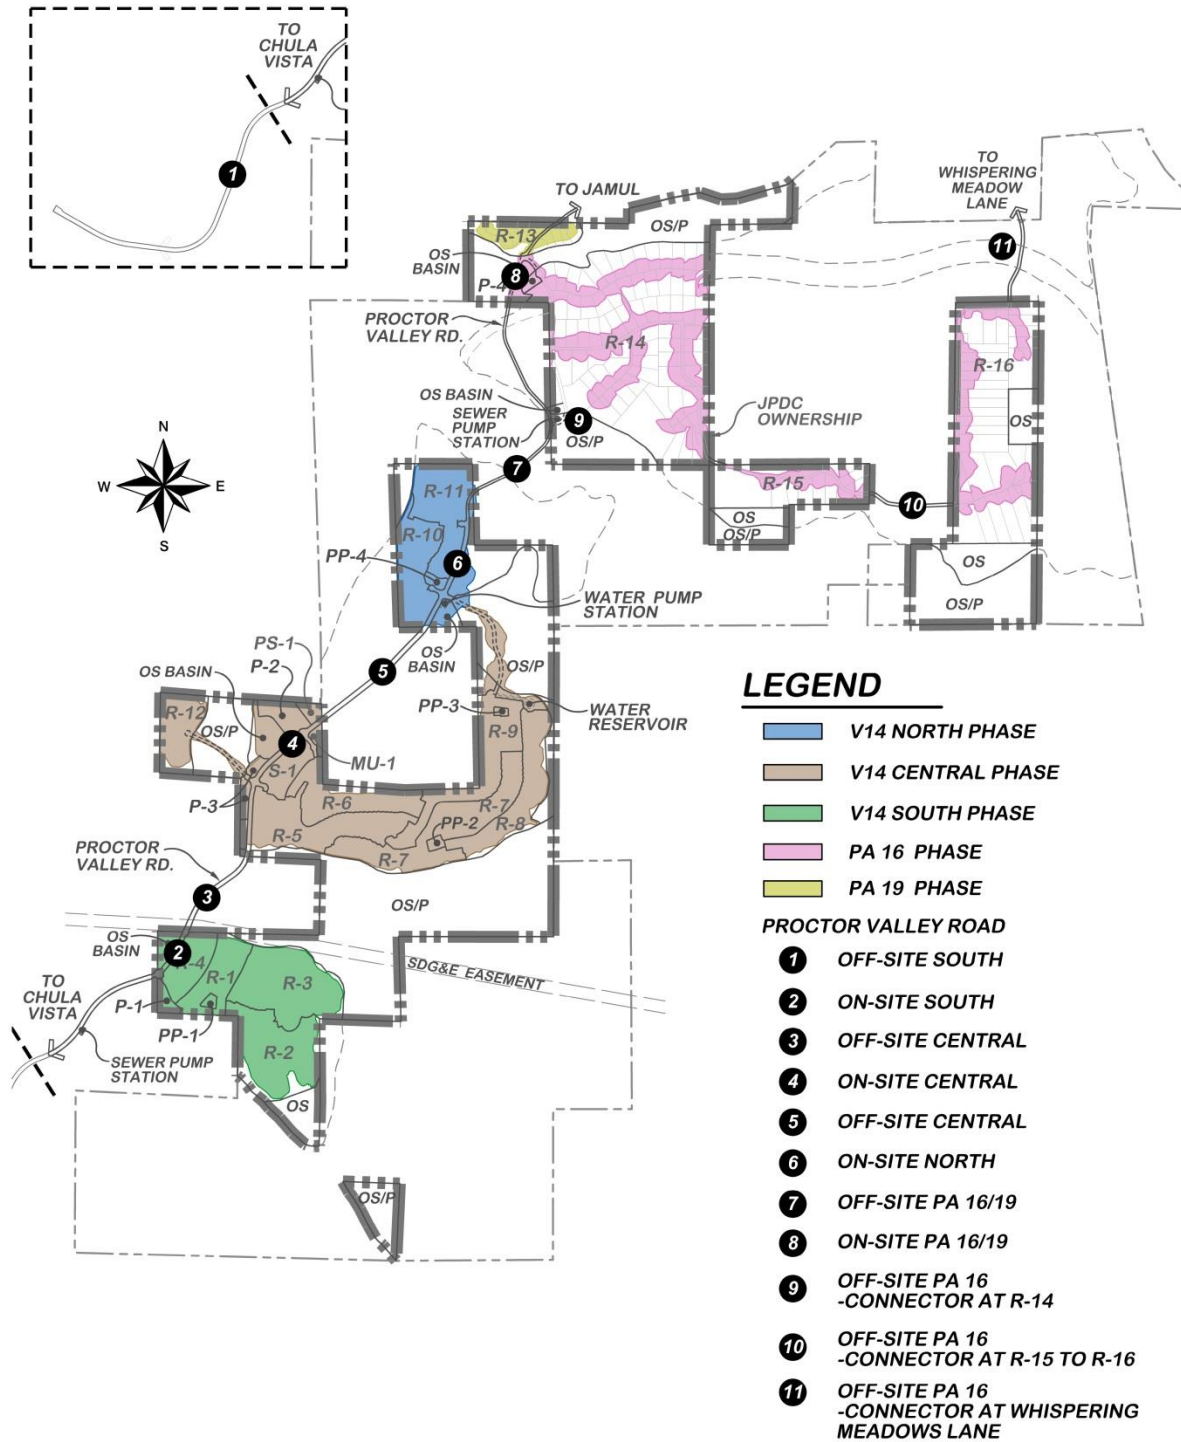 TO
CHULA
VISTA
1
TO JAMUL
TO
WHISPERING
MEADOW
LANE
11
R-13
OS/P
OS
BASIN
8
P-4
PROCTOR
VALLEY RD.
R-14
R-16
OS
OS BASIN
SEWER
PUMP
STATION
9
OS/P
JPDC
OWNERSHIP
7
R-15
10
OS
OS/P
OS
OS/P
N
W
E
S
R-11
R-10
6
PP-4
WATER PUMP
STATION
OS
BASIN
PS-1
P-2
OS BASIN
5
OS/P
R-12
OS/P
PP-3
R-9
WATER
RESERVOIR
4
MU-1
S-1
P-3
R-6
R-7
PP-2
R-8
R-5
R-7
PROCTOR
VALLEY RD.
3
OS/P
OS
BASIN
2
R-4
R-1
R-3
SDG&E EASEMENT
TO
CHULA
VISTA
P-1
PP-1
R-2
SEWER PUMP
STATION
OS
OS/P
LEGEND
V14 NORTH PHASE
V14 CENTRAL PHASE
V14 SOUTH PHASE
PA 16 PHASE
PA 19 PHASE
PROCTOR VALLEY ROAD
1 OFF-SITE SOUTH
2 ON-SITE SOUTH
3 OFF-SITE CENTRAL
4 ON-SITE CENTRAL
5 OFF-SITE CENTRAL
6 ON-SITE NORTH
7 OFF-SITE PA 16/19
8 ON-SITE PA 16/19
9 OFF-SITE PA 16
-CONNECTOR AT R-14
10 OFF-SITE PA 16
-CONNECTOR AT R-15 TO R-16
11 OFF-SITE PA 16
-CONNECTOR AT WHISPERING
MEADOWS LANE